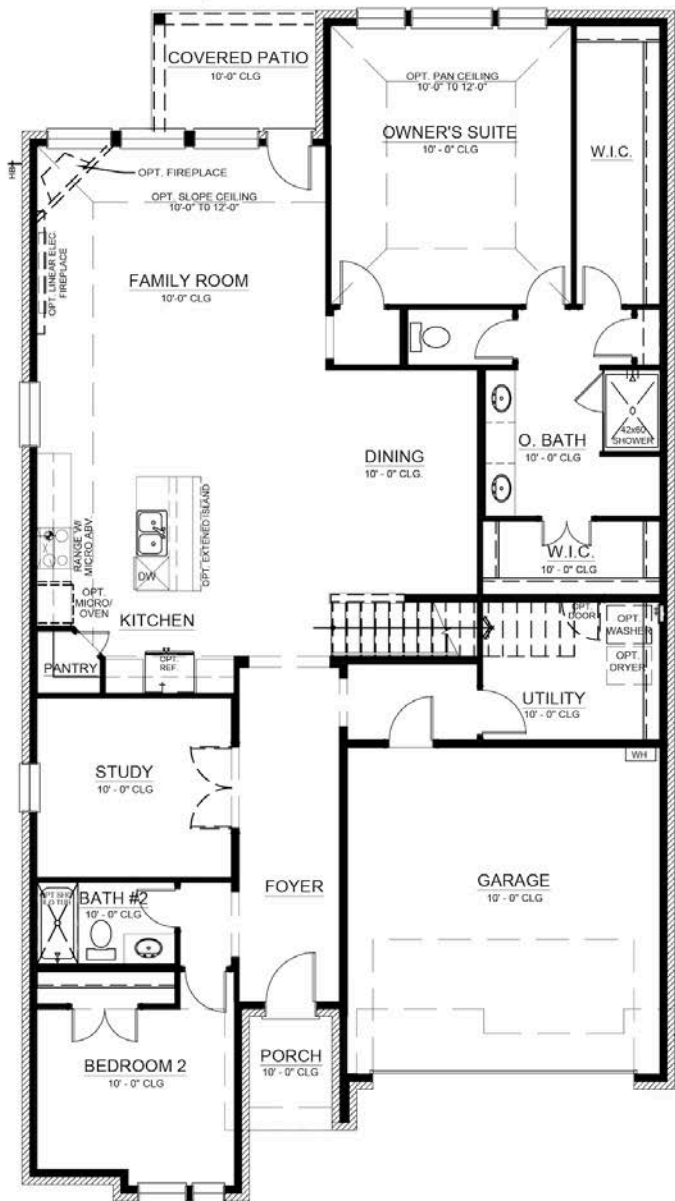 COVERED PATIO
10'-0" CLG
OPT. PAN CEILING
10'-0" TO 12'-0"
OWNER'S SUITE
10' - 0" CLG
W.I.C.
HB
OPT. FIREPLACE
OPT. SLOPE CEILING
10'-0" TO 12'-0"
OPT. LINEAR ELEC.
FIREPLACE
FAMILY ROOM
10'-0" CLG
42x60
SHOWER
O. BATH
10' - 0" CLG
DINING
10' - 0" CLG
RANGE W/
MICRO ABV.
DW
OPT. EXTENED ISLAND
W.I.C.
10' - 0" CLG
OPT.
MICRO/
OVEN
KITCHEN
OPT.
DOOR
OPT.
WASHER
OPT.
DRYER
PANTRY
OPT.
REF.
UTILITY
10' - 0" CLG
WH
STUDY
10' - 0" CLG
FOYER
GARAGE
10' - 0" CLG
BATH #2
10' - 0" CLG
PORCH
10' - 0" CLG
BEDROOM 2
10' - 0" CLG